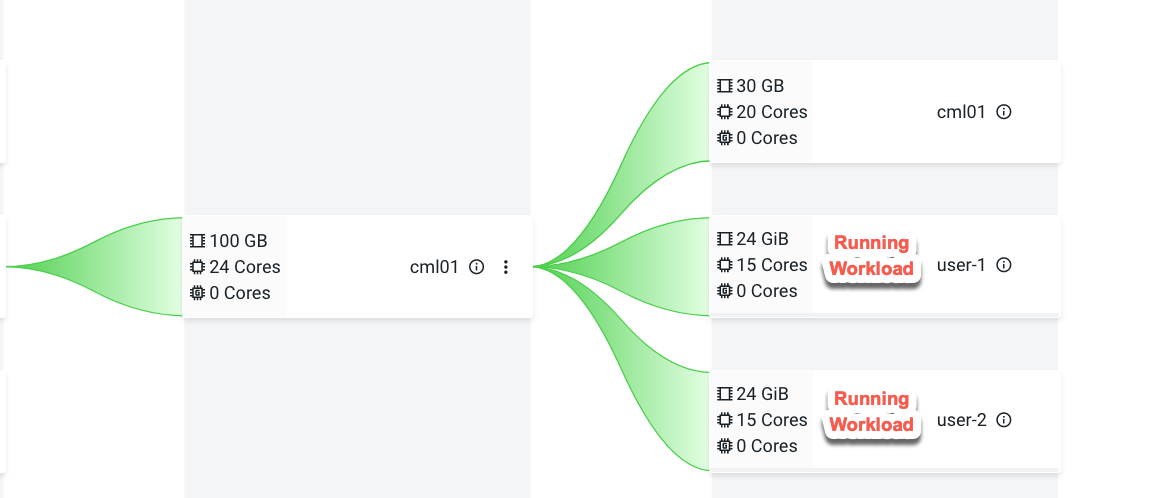 100 GB
24 Cores
0 Cores
cml01
30 GB
20 Cores
0 Cores
cml01
24 GiB
15 Cores
0 Cores
Running
Workload
user-1
24 GiB
15 Cores
0 Cores
Running
Workload
user-2